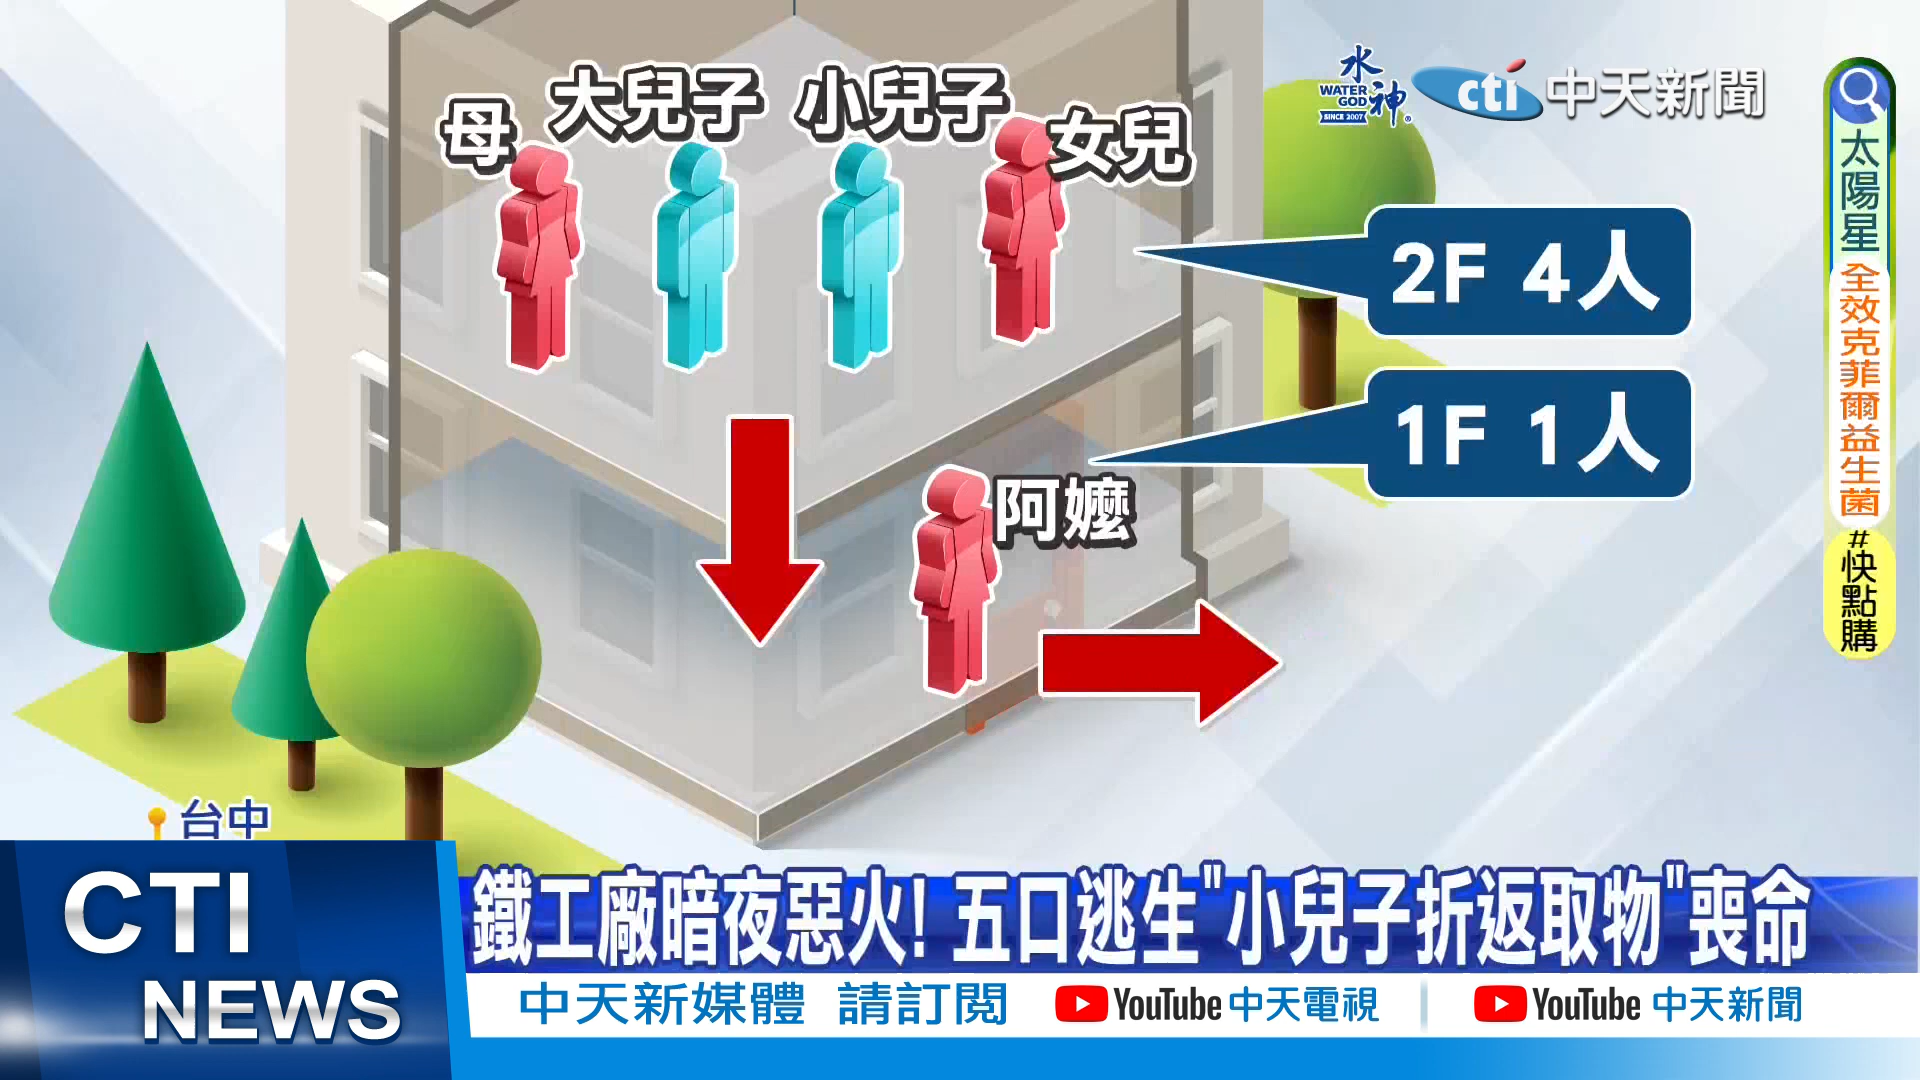 母
大兒子
小兒子
女兒
水神
WATER GOD
SINCE 2007
cti 中天新聞
2F 4人
1F 1人
阿嬤
太陽星
全效克菲爾益生菌
#快點購
台中
CTI NEWS
鐵工廠暗夜惡火! 五口逃生"小兒子折返取物"喪命
中天新媒體 請訂閱 YouTube 中天電視 YouTube 中天新聞